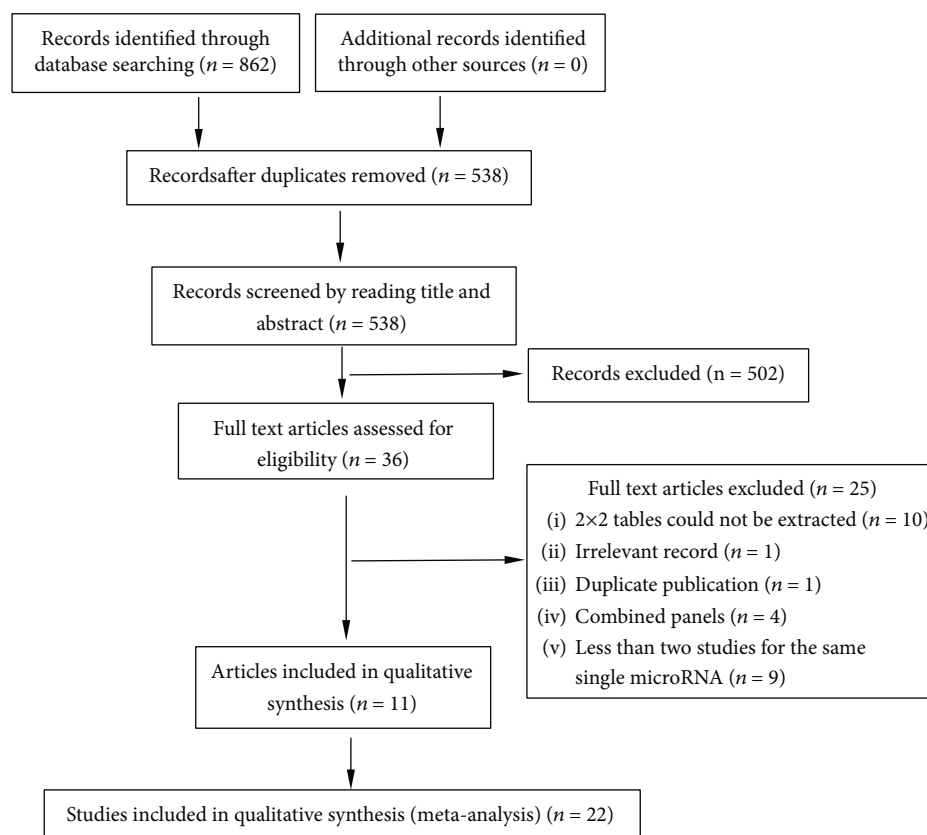 Records identified through
database searching (n = 862)
Additional records identified
through other sources (n = 0)
Recordsafter duplicates removed (n = 538)
Records screened by reading title and
abstract (n = 538)
Records excluded (n = 502)
Full text articles assessed for
eligibility (n = 36)
Full text articles excluded (n = 25)
(i) 2×2 tables could not be extracted (n = 10)
(ii) Irrelevant record (n = 1)
(iii) Duplicate publication (n = 1)
(iv) Combined panels (n = 4)
(v) Less than two studies for the same
single microRNA (n = 9)
Articles included in qualitative
synthesis (n = 11)
Studies included in qualitative synthesis (meta-analysis) (n = 22)